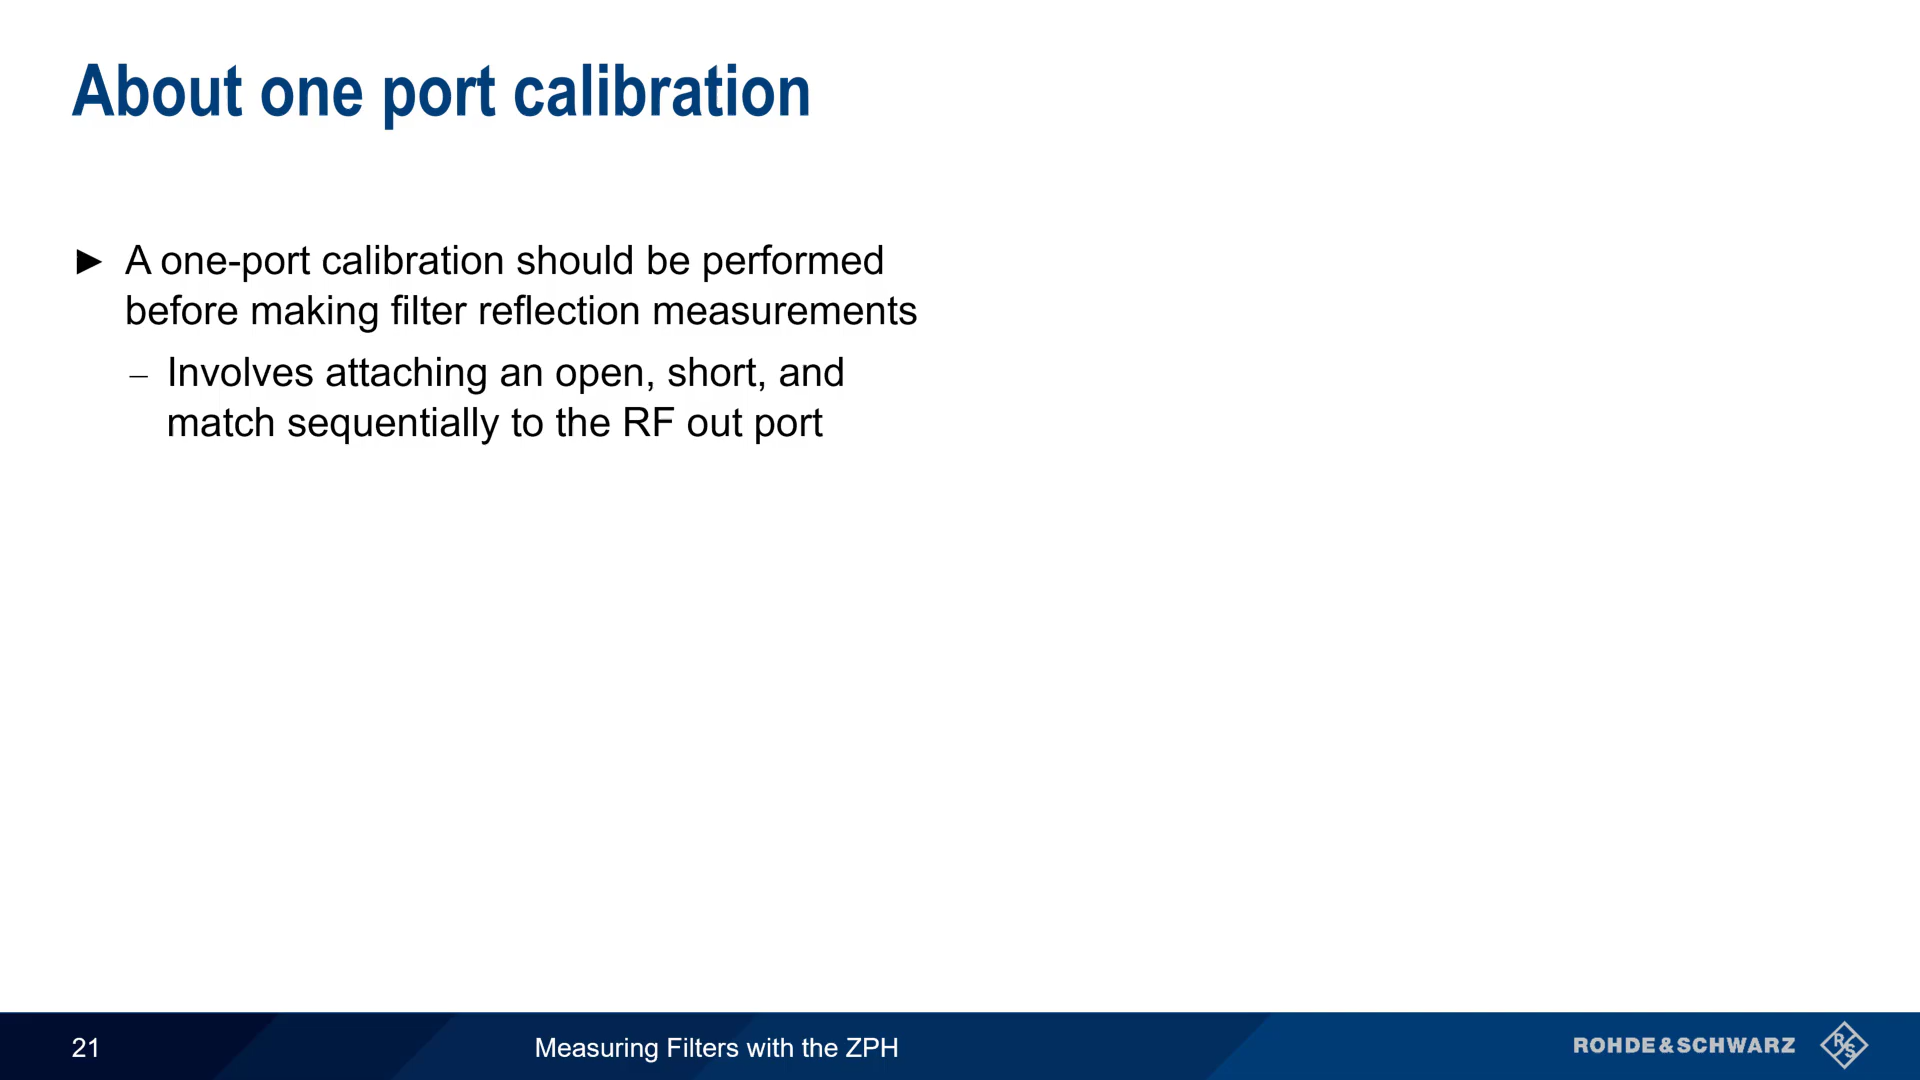 About one port calibration
► A one-port calibration should be performed
before making filter reflection measurements
– Involves attaching an open, short, and
match sequentially to the RF out port
21
Measuring Filters with the ZPH
ROHDE&SCHWARZ
R&S